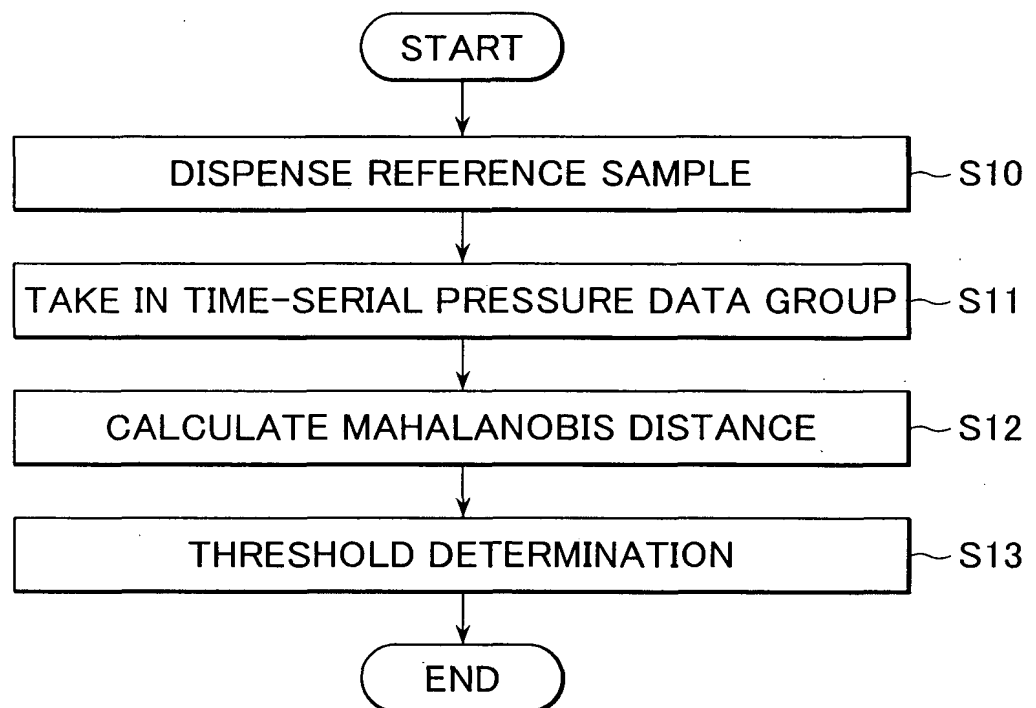 START
DISPENSE REFERENCE SAMPLE
S10
TAKE IN TIME-SERIAL PRESSURE DATA GROUP
S11
CALCULATE MAHALANOBIS DISTANCE
S12
THRESHOLD DETERMINATION
S13
END